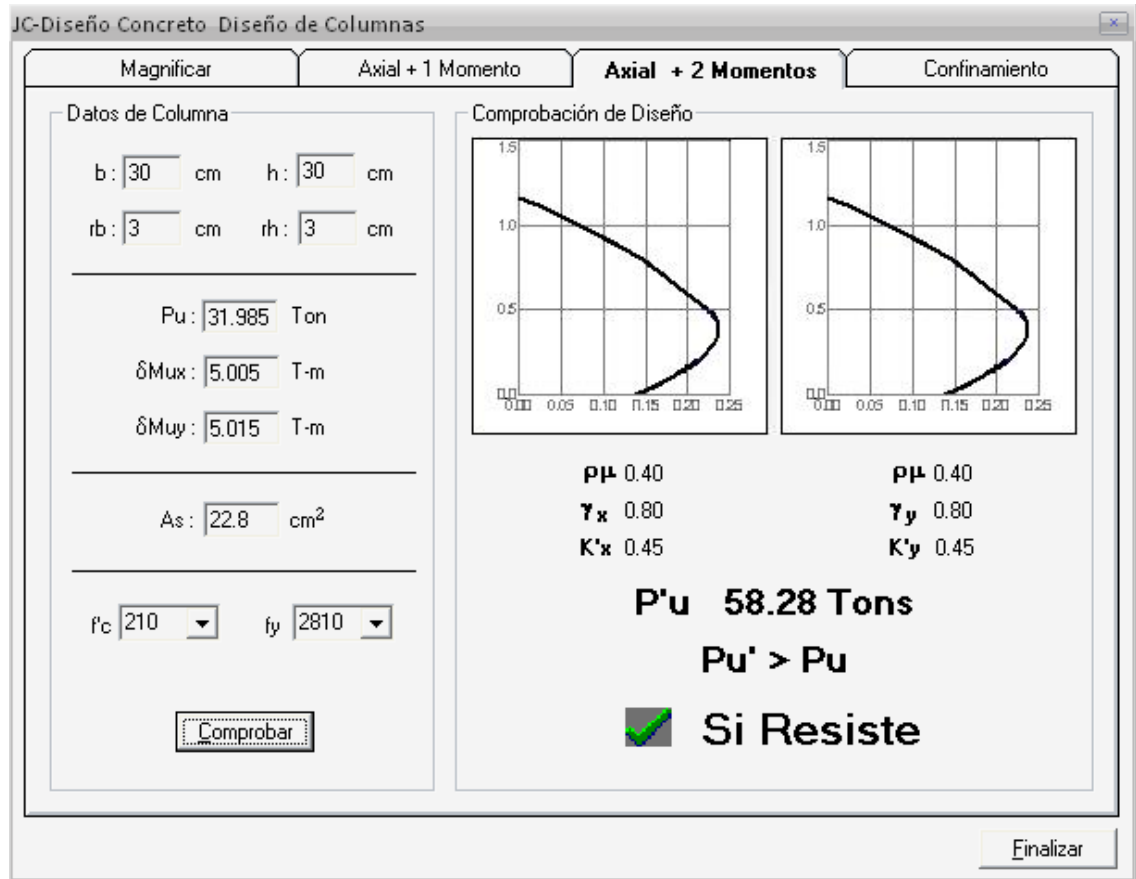 JC-Diseño Concreto Diseño de Columnas
Magnificar
Axial + 1 Momento
Axial + 2 Momentos
Confinamiento
Datos de Columna
b : 30 cm h : 30 cm
rb : 3 cm rh : 3 cm
Pu : 31.985 Ton
δMux : 5.005 T-m
δMuy : 5.015 T-m
As : 22.8 cm²
f'c 210 fy 2810
Comprobar
Comprobación de Diseño
1.5
1.0
0.5
0.0
0.00 0.05 0.10 0.15 0.20 0.25
1.5
1.0
0.5
0.0
0.00 0.05 0.10 0.15 0.20 0.25
ρμ 0.40
γx 0.80
K'x 0.45
ρμ 0.40
γy 0.80
K'y 0.45
P'u 58.28 Tons
Pu' > Pu
Si Resiste
Finalizar